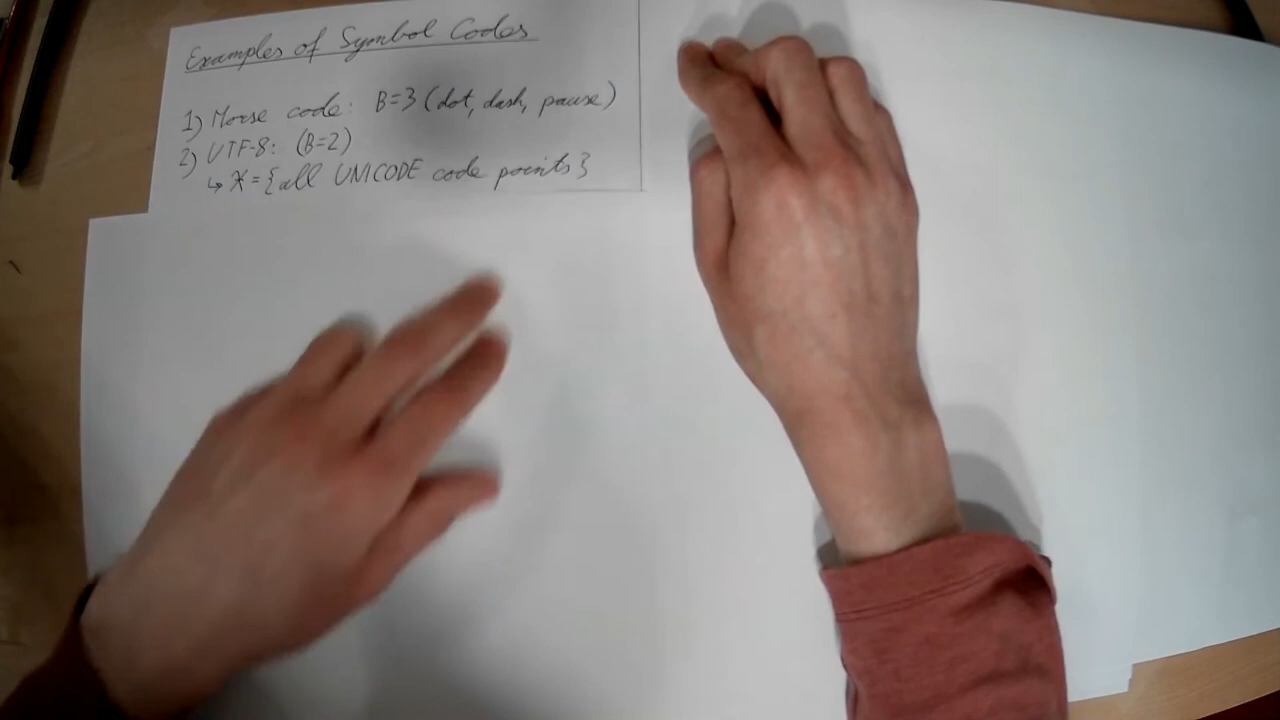 Examples of Symbol Codes
1) Morse code: B=3 (dot, dash, pause)
2) UTF-8: (B=2)
↳ X={all UNICODE code points}